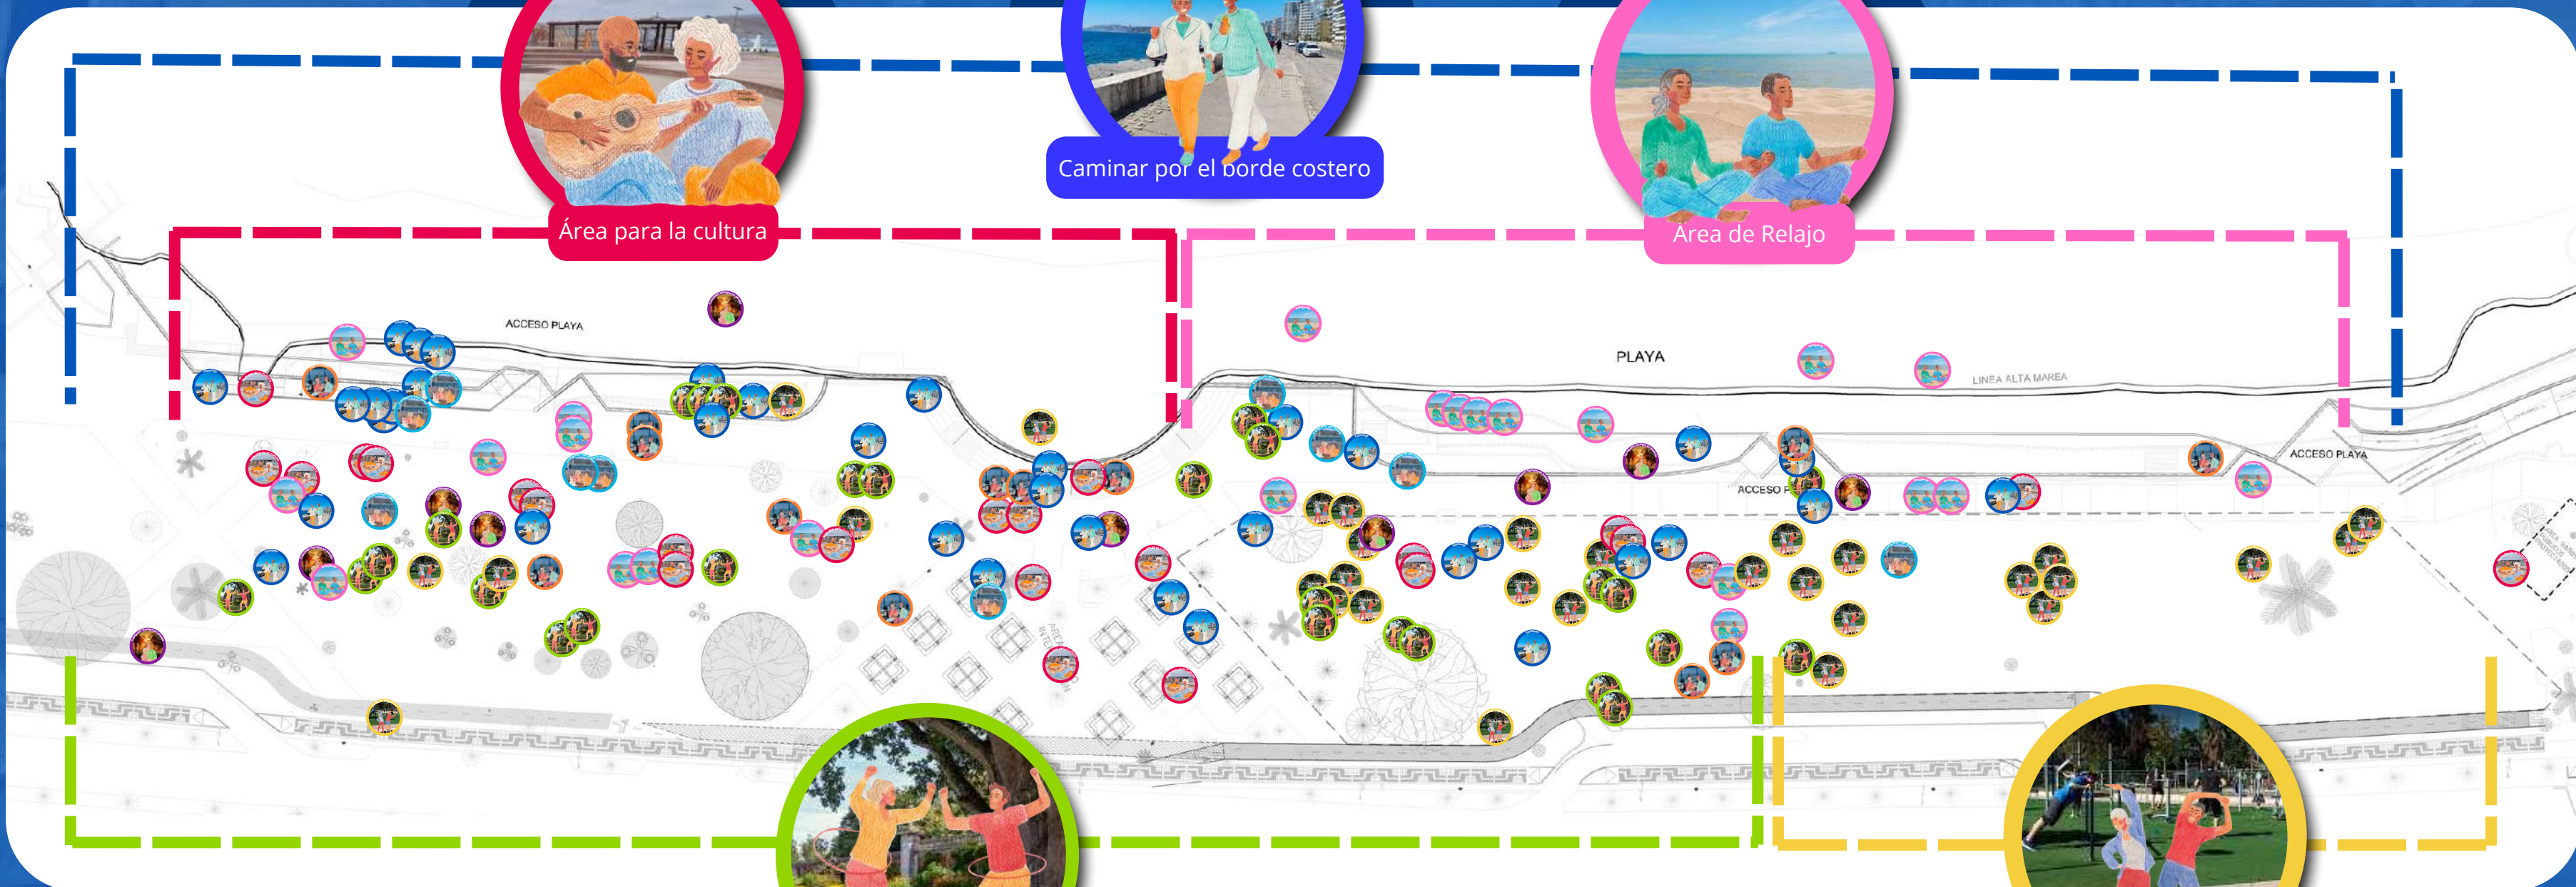 Caminar por el borde costero
Área para la cultura
Área de Relajo
ACCESO PLAYA
PLAYA
LINEA ALTA MAREA
ACCESO PLAYA
ACCESO